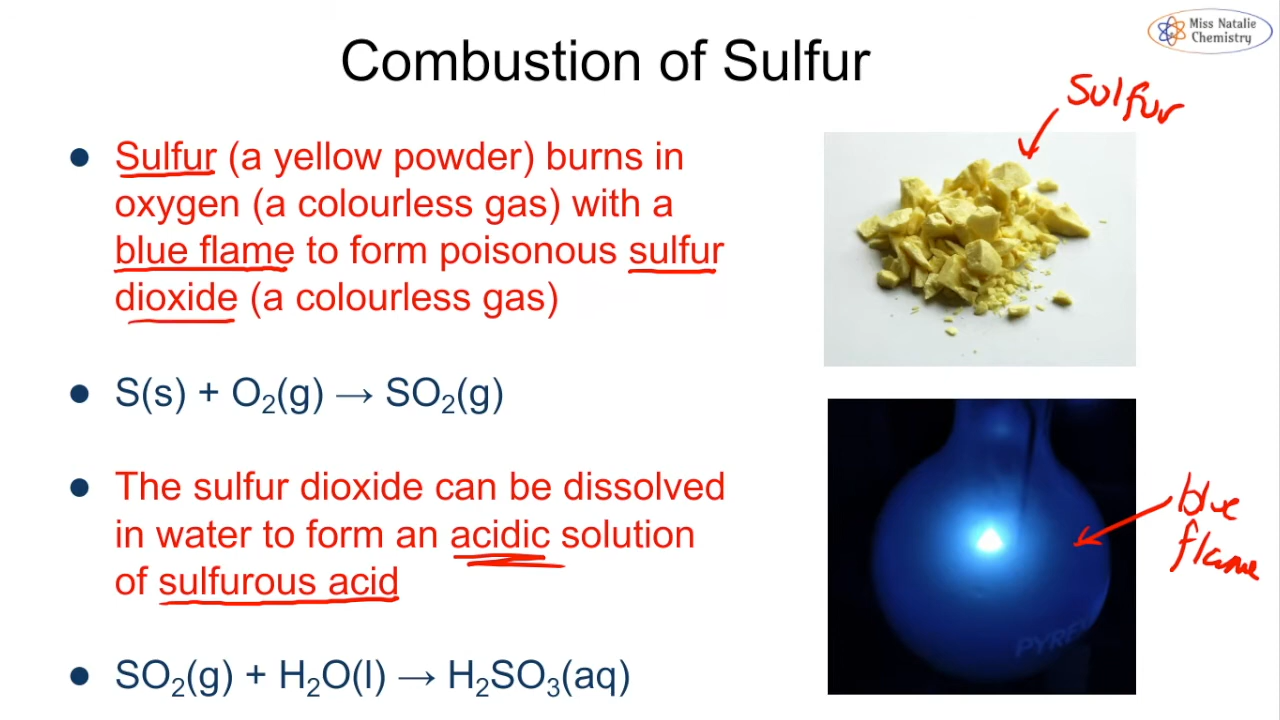 Miss Natalie
Chemistry
Combustion of Sulfur
Sulfur
● Sulfur (a yellow powder) burns in
oxygen (a colourless gas) with a
blue flame to form poisonous sulfur
dioxide (a colourless gas)
● S(s) + O₂(g) → SO₂(g)
● The sulfur dioxide can be dissolved
in water to form an acidic solution
of sulfurous acid
● SO₂(g) + H₂O(l) → H₂SO₃(aq)
blue
flame
PYREX